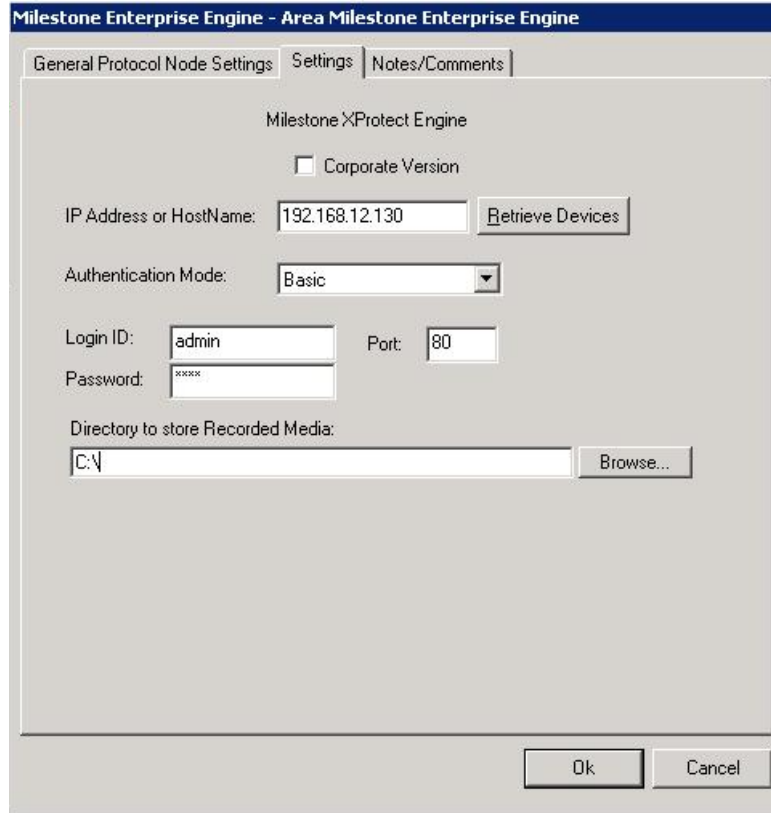 Milestone Enterprise Engine - Area Milestone Enterprise Engine
General Protocol Node Settings Settings Notes/Comments
Milestone XProtect Engine
Corporate Version
IP Address or HostName: 192.168.12.130 Retrieve Devices
Authentication Mode: Basic
Login ID: admin Port: 80
Password: ****
Directory to store Recorded Media:
C:\ Browse...
Ok Cancel